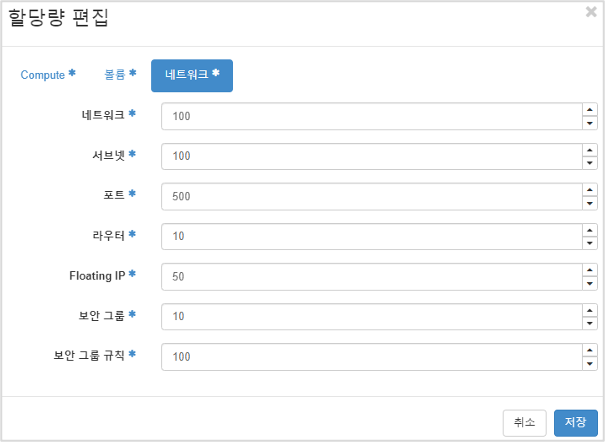 할당량 편집
Compute * 볼륨 * 네트워크 *
네트워크 * 100
서브넷 * 100
포트 * 500
라우터 * 10
Floating IP * 50
보안 그룹 * 10
보안 그룹 규칙 * 100
취소 저장